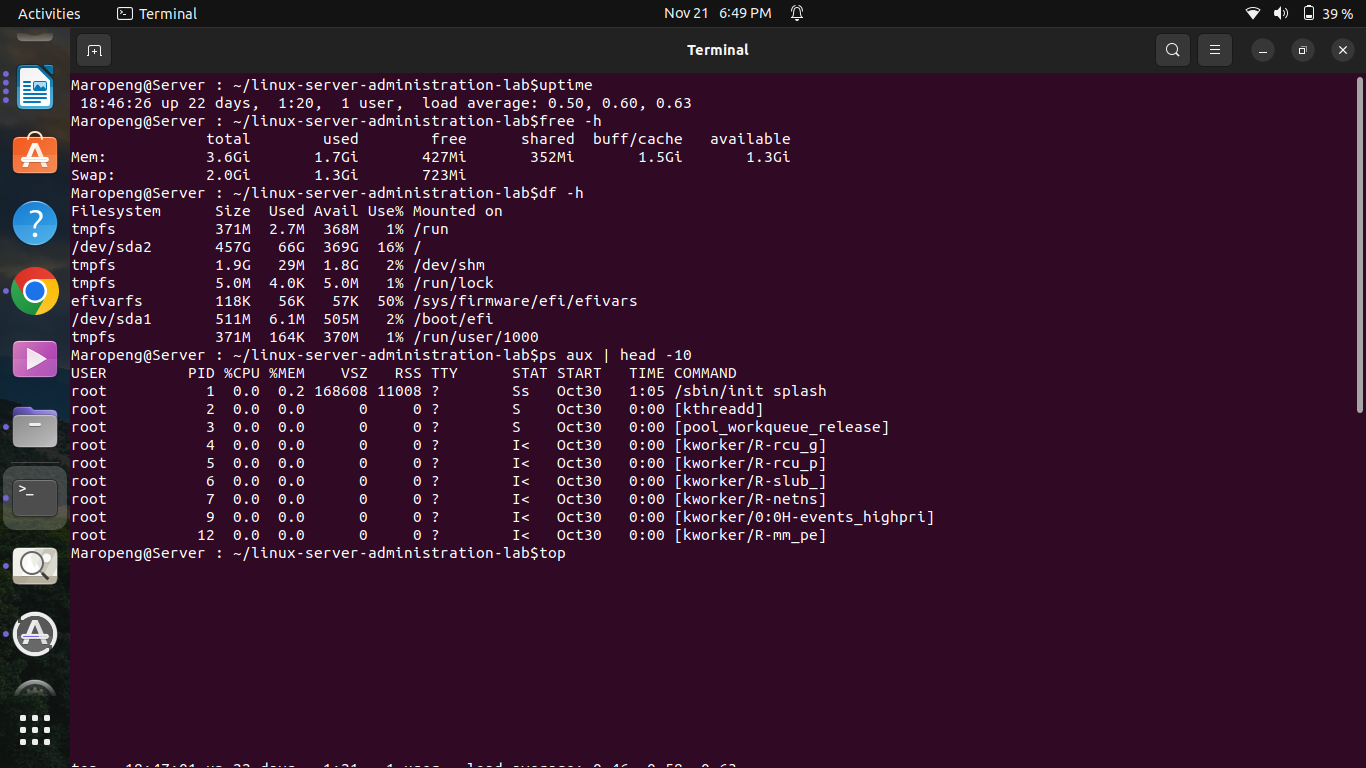 Activities Terminal Nov 21 6:49 PM 39 %
Terminal
Maropeng@Server : ~/linux-server-administration-lab$uptime
 18:46:26 up 22 days,  1:20,  1 user,  load average: 0.50, 0.60, 0.63
Maropeng@Server : ~/linux-server-administration-lab$free -h
               total        used        free      shared  buff/cache   available
Mem:           3.6Gi       1.7Gi       427Mi       352Mi       1.5Gi       1.3Gi
Swap:          2.0Gi       1.3Gi       723Mi
Maropeng@Server : ~/linux-server-administration-lab$df -h
Filesystem      Size  Used Avail Use% Mounted on
tmpfs           371M  2.7M  368M   1% /run
/dev/sda2       457G   66G  369G  16% /
tmpfs           1.9G   29M  1.8G   2% /dev/shm
tmpfs           5.0M  4.0K  5.0M   1% /run/lock
efivarfs        118K   56K   57K  50% /sys/firmware/efi/efivars
/dev/sda1       511M  6.1M  505M   2% /boot/efi
tmpfs           371M  164K  370M   1% /run/user/1000
Maropeng@Server : ~/linux-server-administration-lab$ps aux | head -10
USER         PID %CPU %MEM    VSZ   RSS TTY      STAT START   TIME COMMAND
root           1  0.0  0.2 168608 11008 ?        Ss   Oct30   1:05 /sbin/init splash
root           2  0.0  0.0      0     0 ?        S    Oct30   0:00 [kthreadd]
root           3  0.0  0.0      0     0 ?        S    Oct30   0:00 [pool_workqueue_release]
root           4  0.0  0.0      0     0 ?        I<   Oct30   0:00 [kworker/R-rcu_g]
root           5  0.0  0.0      0     0 ?        I<   Oct30   0:00 [kworker/R-rcu_p]
root           6  0.0  0.0      0     0 ?        I<   Oct30   0:00 [kworker/R-slub_]
root           7  0.0  0.0      0     0 ?        I<   Oct30   0:00 [kworker/R-netns]
root           9  0.0  0.0      0     0 ?        I<   Oct30   0:00 [kworker/0:0H-events_highpri]
root          12  0.0  0.0      0     0 ?        I<   Oct30   0:00 [kworker/R-mm_pe]
Maropeng@Server : ~/linux-server-administration-lab$top